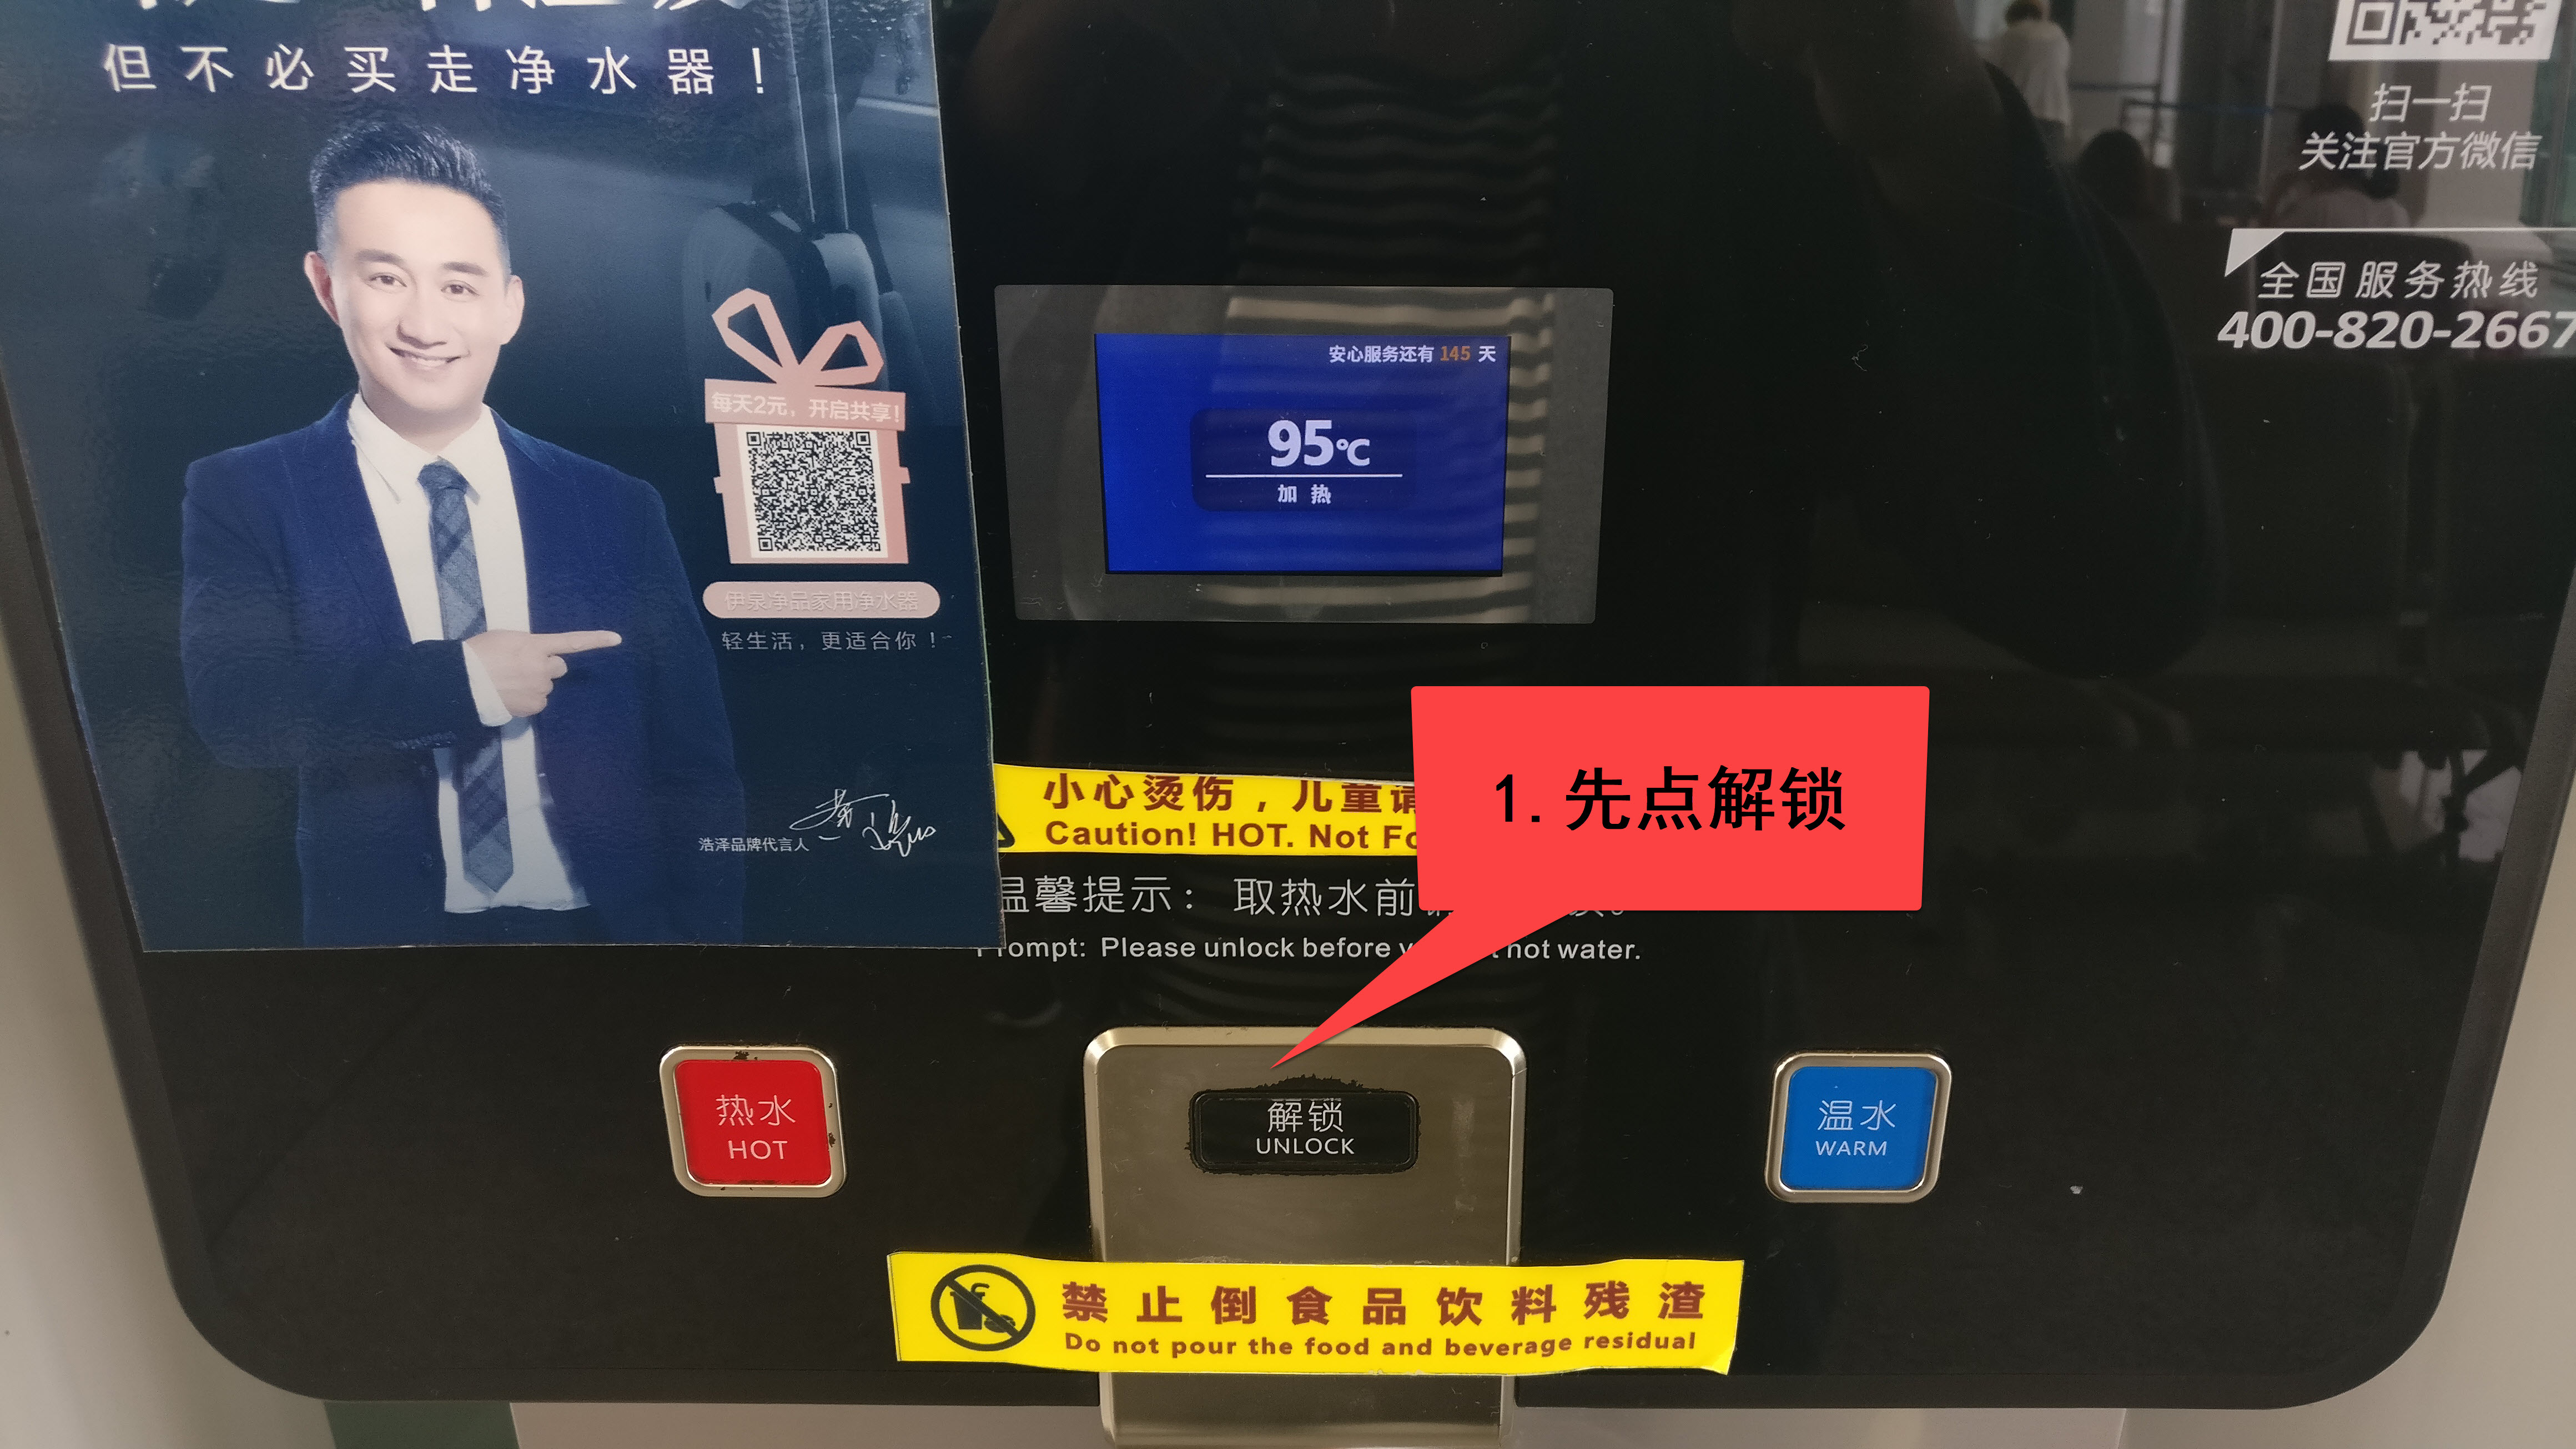 但不必买走净水器！
每天2元，开启共享！
伊泉净品家用净水器
轻生活，更适合你！
浩泽品牌代言人
扫一扫
关注官方微信
全国服务热线
400-820-2667
安心服务还有 145 天
95℃
加热
小心烫伤，儿童请
Caution! HOT. Not Fo
1.先点解锁
温馨提示：取热水前
Prompt: Please unlock before hot water.
热水
HOT
解锁
UNLOCK
温水
WARM
禁止倒食品饮料残渣
Do not pour the food and beverage residual